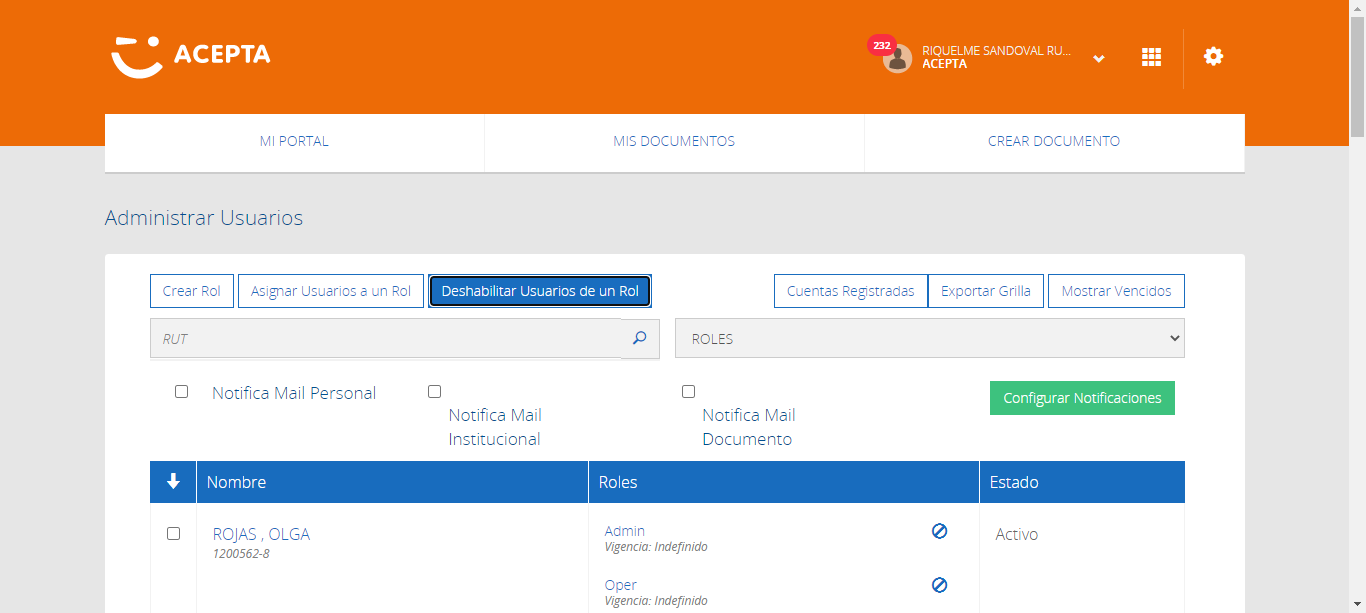 ACEPTA
232
RIQUELME SANDOVAL RU...
ACEPTA
MI PORTAL
MIS DOCUMENTOS
CREAR DOCUMENTO
Administrar Usuarios
Crear Rol
Asignar Usuarios a un Rol
Deshabilitar Usuarios de un Rol
Cuentas Registradas
Exportar Grilla
Mostrar Vencidos
RUT
ROLES
Notifica Mail Personal
Notifica Mail
Institucional
Notifica Mail
Documento
Configurar Notificaciones
Nombre
Roles
Estado
ROJAS , OLGA
1200562-8
Admin
Vigencia: Indefinido
Activo
Oper
Vigencia: Indefinido